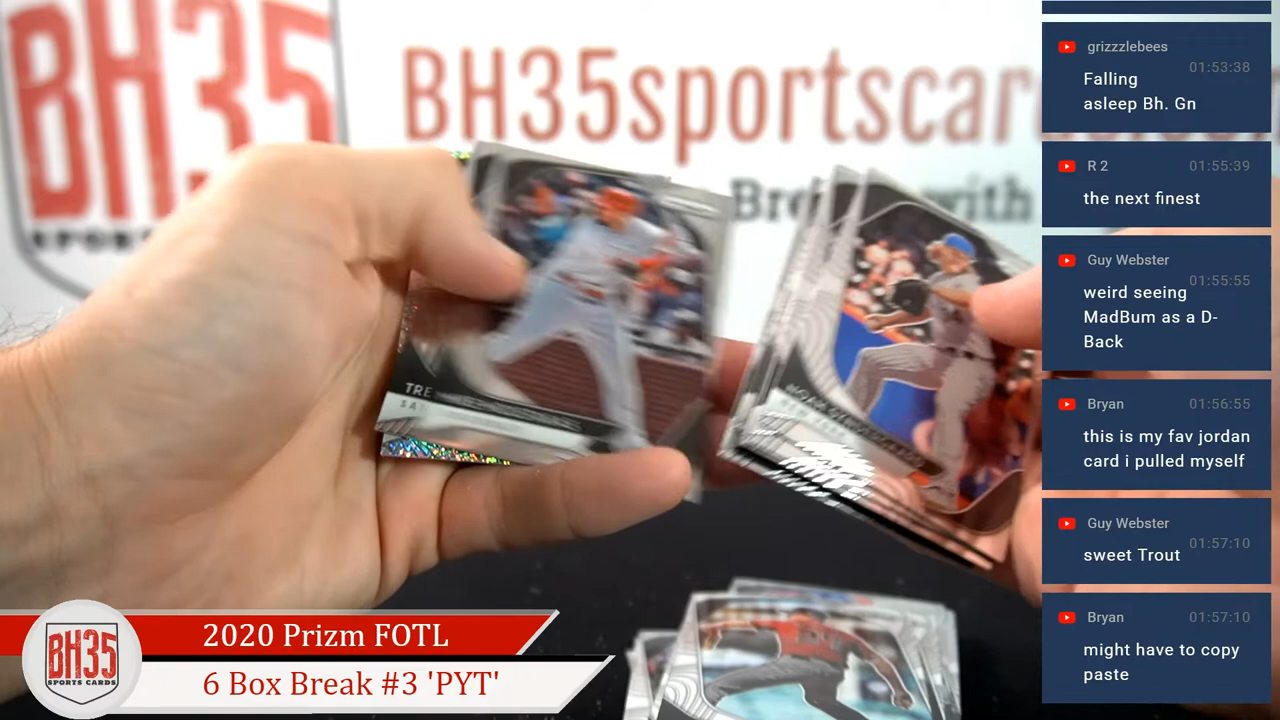 BH35
BH35sportscar
Bre with
TRE
2020 Prizm FOTL
6 Box Break #3 'PYT'
BH35
SPORTS CARDS
grizzzlebees
01:53:38
Falling
asleep Bh. Gn
R 2
01:55:39
the next finest
Guy Webster
01:55:55
weird seeing
MadBum as a D-
Back
Bryan
01:56:55
this is my fav jordan
card i pulled myself
Guy Webster
01:57:10
sweet Trout
Bryan
01:57:10
might have to copy
paste